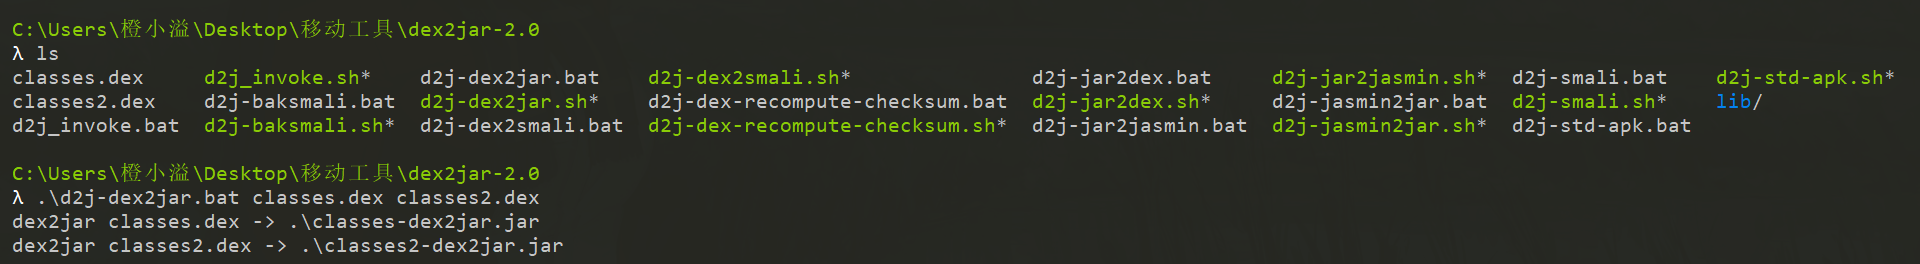 C:\Users\橙小溢\Desktop\移动工具\dex2jar-2.0
λ ls
classes.dex     d2j_invoke.sh*    d2j-dex2jar.bat    d2j-dex2smali.sh*               d2j-jar2dex.bat     d2j-jar2jasmin.sh*  d2j-smali.bat    d2j-std-apk.sh*
classes2.dex    d2j-baksmali.bat  d2j-dex2jar.sh*    d2j-dex-recompute-checksum.bat  d2j-jar2dex.sh*     d2j-jasmin2jar.bat  d2j-smali.sh*    lib/
d2j_invoke.bat  d2j-baksmali.sh*  d2j-dex2smali.bat  d2j-dex-recompute-checksum.sh*  d2j-jar2jasmin.bat  d2j-jasmin2jar.sh*  d2j-std-apk.bat
C:\Users\橙小溢\Desktop\移动工具\dex2jar-2.0
λ .\d2j-dex2jar.bat classes.dex classes2.dex
dex2jar classes.dex -> .\classes-dex2jar.jar
dex2jar classes2.dex -> .\classes2-dex2jar.jar